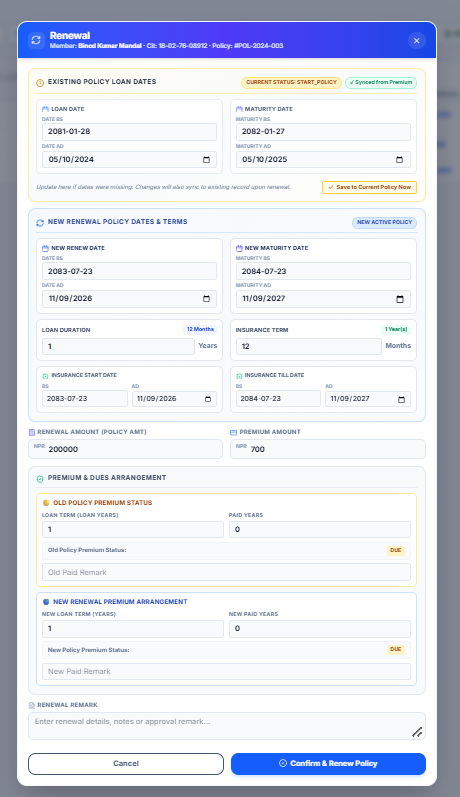 Renewal
Member: Binod Kumar Mandal · Cit: 18-02-76-08912 · Policy: #POL-2024-003
EXISTING POLICY LOAN DATES
CURRENT STATUS: START_POLICY
✓ Synced from Premium
LOAN DATE
DATE BS
2081-01-28
DATE AD
05/10/2024
MATURITY DATE
MATURITY BS
2082-01-27
MATURITY AD
05/10/2025
Update here if dates were missing. Changes will also sync to existing record upon renewal.
Save to Current Policy Now
NEW RENEWAL POLICY DATES & TERMS
NEW ACTIVE POLICY
NEW RENEW DATE
DATE BS
2083-07-23
DATE AD
11/09/2026
NEW MATURITY DATE
MATURITY BS
2084-07-23
MATURITY AD
11/09/2027
LOAN DURATION
12 Months
1 Years
INSURANCE TERM
1 Year(s)
12 Months
INSURANCE START DATE
BS AD
2083-07-23 11/09/2026
INSURANCE TILL DATE
BS AD
2084-07-23 11/09/2027
RENEWAL AMOUNT (POLICY AMT)
NPR 200000
PREMIUM AMOUNT
NPR 700
PREMIUM & DUES ARRANGEMENT
OLD POLICY PREMIUM STATUS
LOAN TERM (LOAN YEARS)
1
PAID YEARS
0
Old Policy Premium Status: DUE
Old Paid Remark
NEW RENEWAL PREMIUM ARRANGEMENT
NEW LOAN TERM (YEARS)
1
NEW PAID YEARS
0
New Policy Premium Status: DUE
New Paid Remark
RENEWAL REMARK
Enter renewal details, notes or approval remark...
Cancel
Confirm & Renew Policy